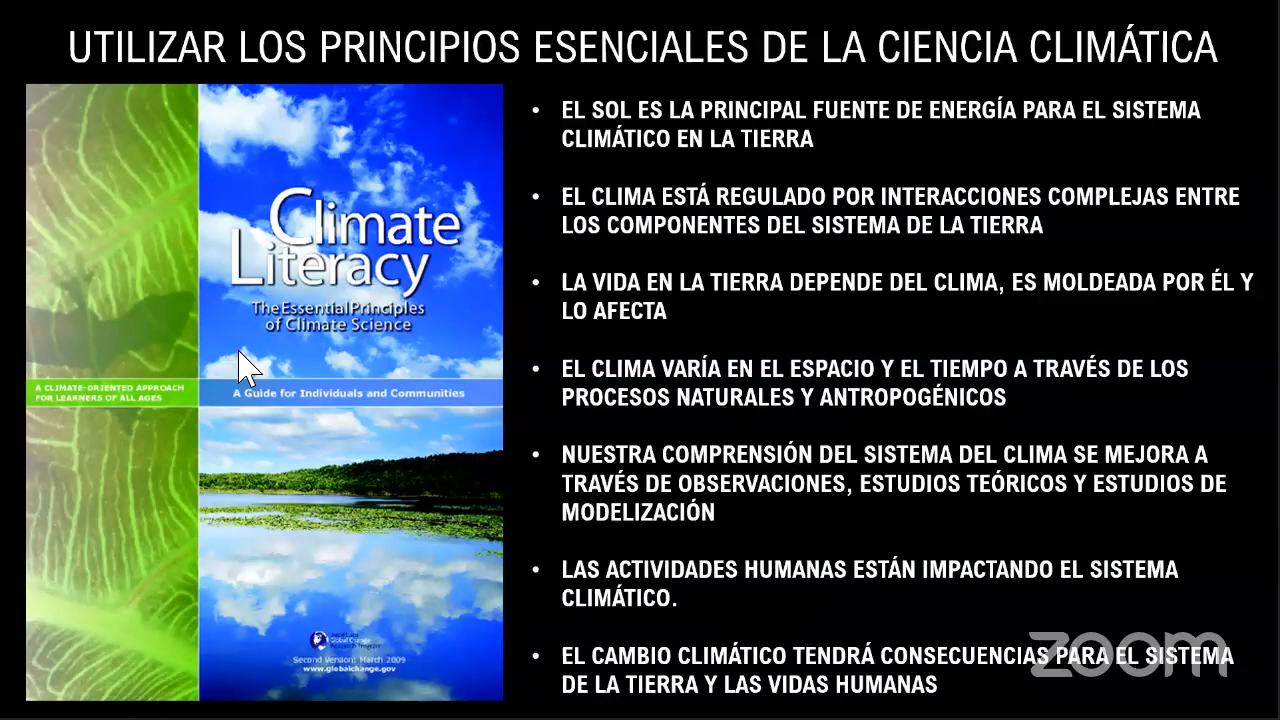 UTILIZAR LOS PRINCIPIOS ESENCIALES DE LA CIENCIA CLIMÁTICA
Climate
Literacy
The Essential Principles
of Climate Science
A CLIMATE-ORIENTED APPROACH
FOR LEARNERS OF ALL AGES
A Guide for Individuals and Communities
Global Change
Research Program
Second Version: March 2009
www.globalchange.gov
• EL SOL ES LA PRINCIPAL FUENTE DE ENERGÍA PARA EL SISTEMA
CLIMÁTICO EN LA TIERRA
• EL CLIMA ESTÁ REGULADO POR INTERACCIONES COMPLEJAS ENTRE
LOS COMPONENTES DEL SISTEMA DE LA TIERRA
• LA VIDA EN LA TIERRA DEPENDE DEL CLIMA, ES MOLDEADA POR ÉL Y
LO AFECTA
• EL CLIMA VARÍA EN EL ESPACIO Y EL TIEMPO A TRAVÉS DE LOS
PROCESOS NATURALES Y ANTROPOGÉNICOS
• NUESTRA COMPRENSIÓN DEL SISTEMA DEL CLIMA SE MEJORA A
TRAVÉS DE OBSERVACIONES, ESTUDIOS TEÓRICOS Y ESTUDIOS DE
MODELIZACIÓN
• LAS ACTIVIDADES HUMANAS ESTÁN IMPACTANDO EL SISTEMA
CLIMÁTICO.
• EL CAMBIO CLIMÁTICO TENDRÁ CONSECUENCIAS PARA EL SISTEMA
DE LA TIERRA Y LAS VIDAS HUMANAS
zoom